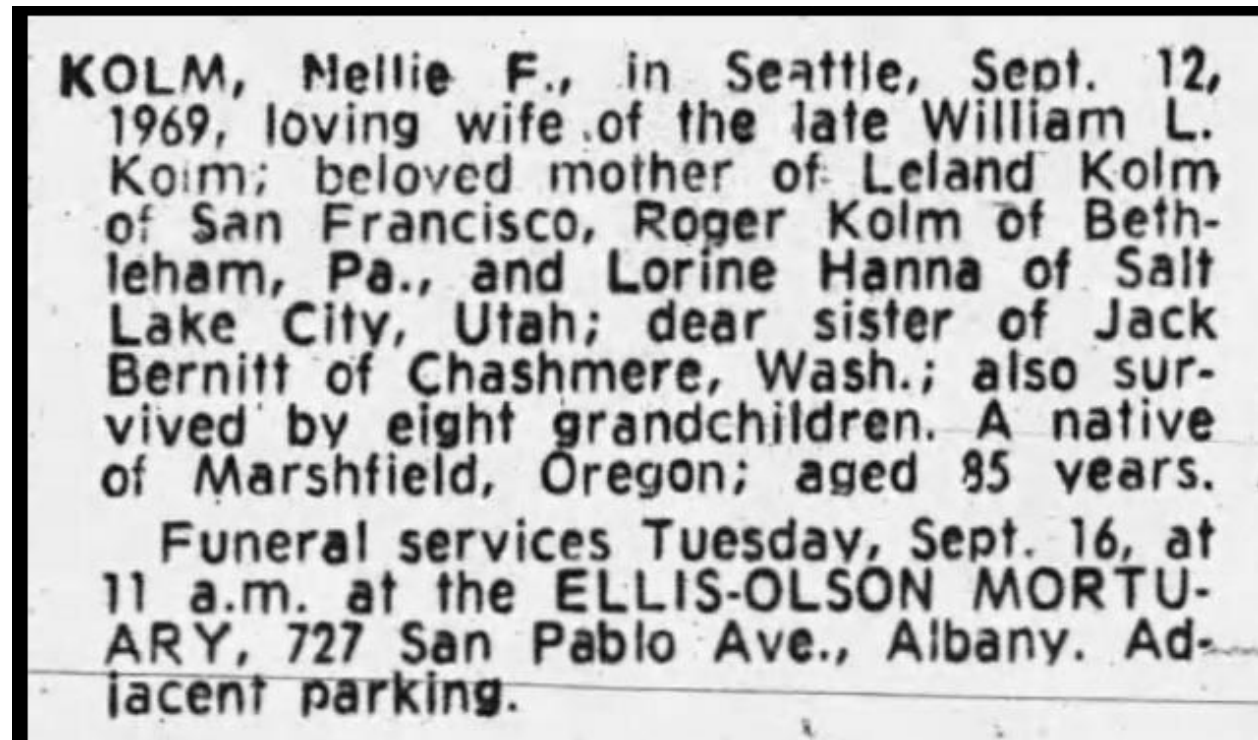 KOLM, Nellie F., in Seattle, Sept. 12,
1969, loving wife of the late William L.
Kolm; beloved mother of Leland Kolm
of San Francisco, Roger Kolm of Beth-
leham, Pa., and Lorine Hanna of Salt
Lake City, Utah; dear sister of Jack
Bernitt of Chashmere, Wash.; also sur-
vived by eight grandchildren. A native
of Marshfield, Oregon; aged 85 years.
Funeral services Tuesday, Sept. 16, at
11 a.m. at the ELLIS-OLSON MORTU-
ARY, 727 San Pablo Ave., Albany. Ad-
jacent parking.